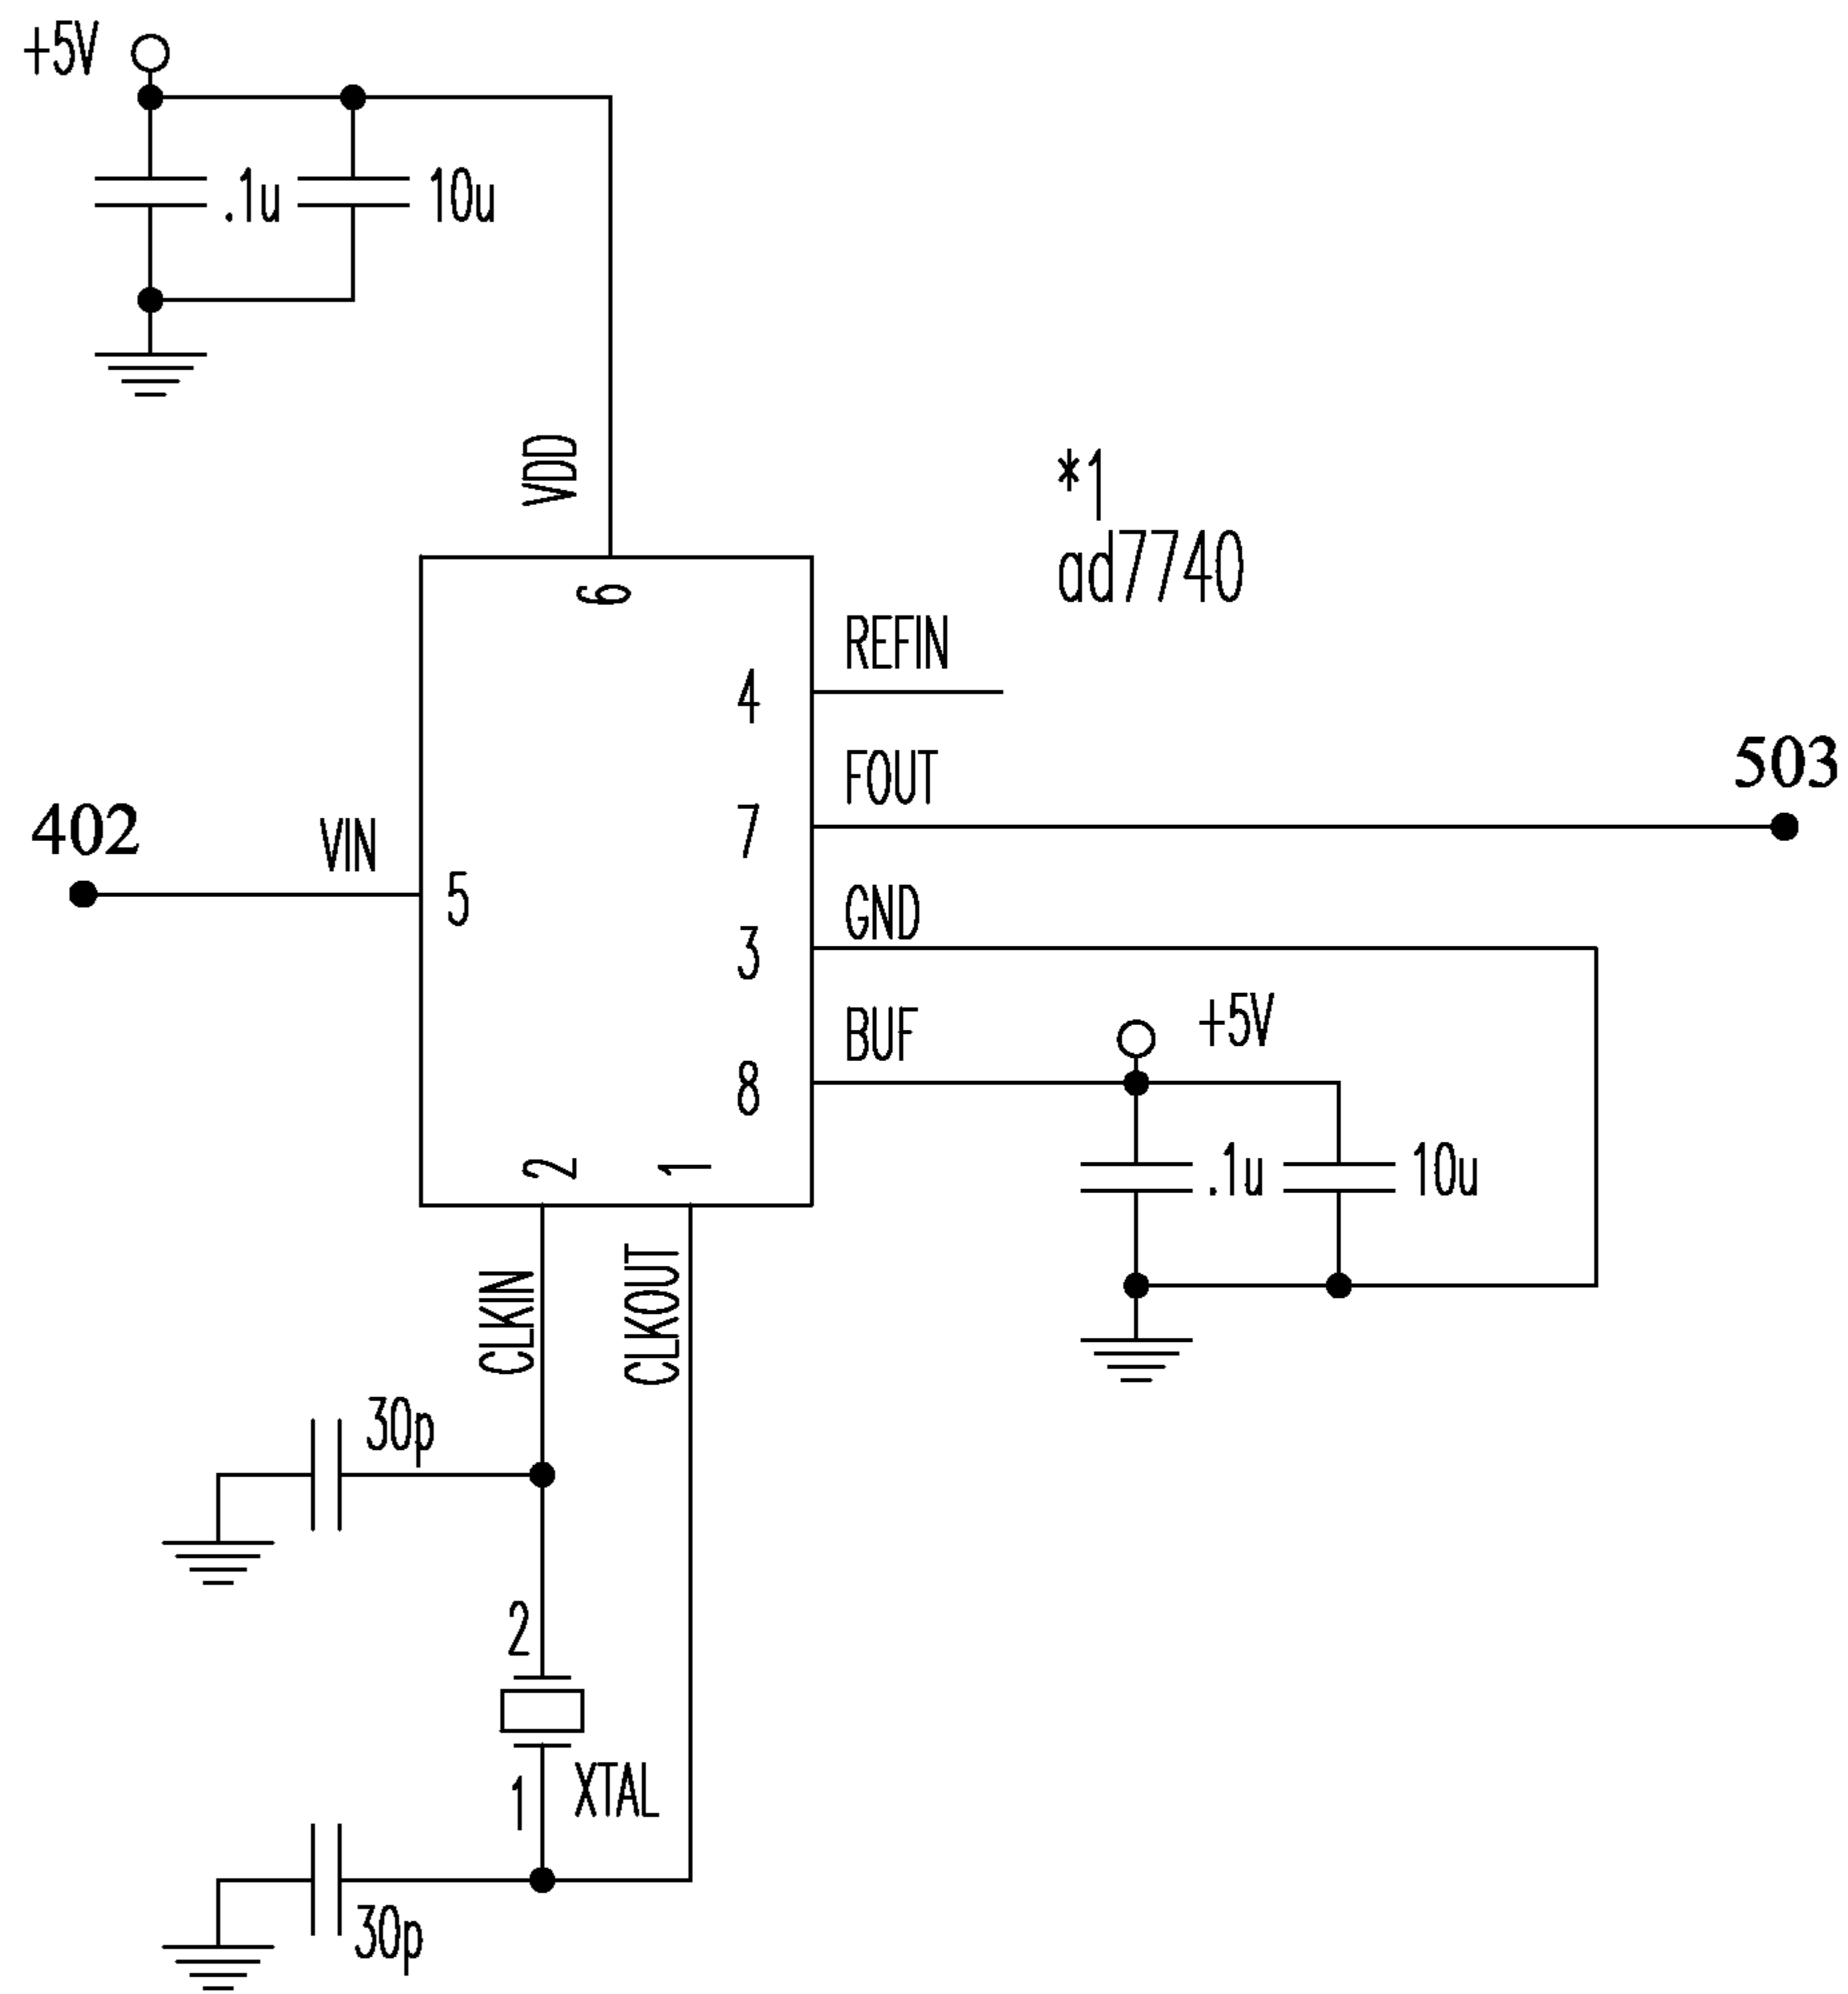 +5V
.1u
10u
VDD
*1
ad7740
6
REFIN
4
FOUT
503
7
402
VIN
5
GND
3
+5V
BUF
8
.1u
10u
2
1
CLKIN
CLKOUT
30p
2
XTAL
1
30p